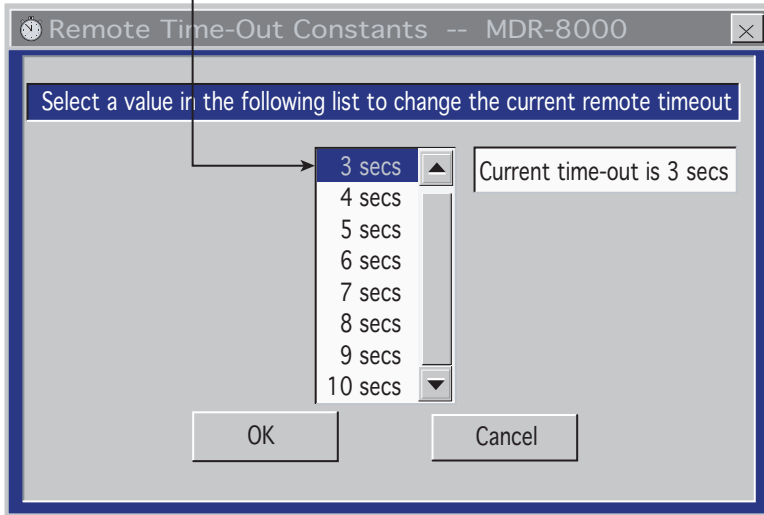 Remote Time-Out Constants -- MDR-8000
Select a value in the following list to change the current remote timeout
3 secs
4 secs
5 secs
6 secs
7 secs
8 secs
9 secs
10 secs
Current time-out is 3 secs
OK
Cancel